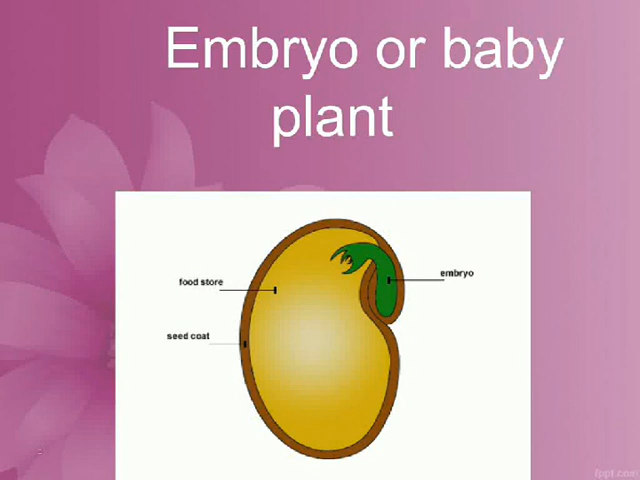 Embryo or baby
plant
embryo
food store
seed coat
fppt.com